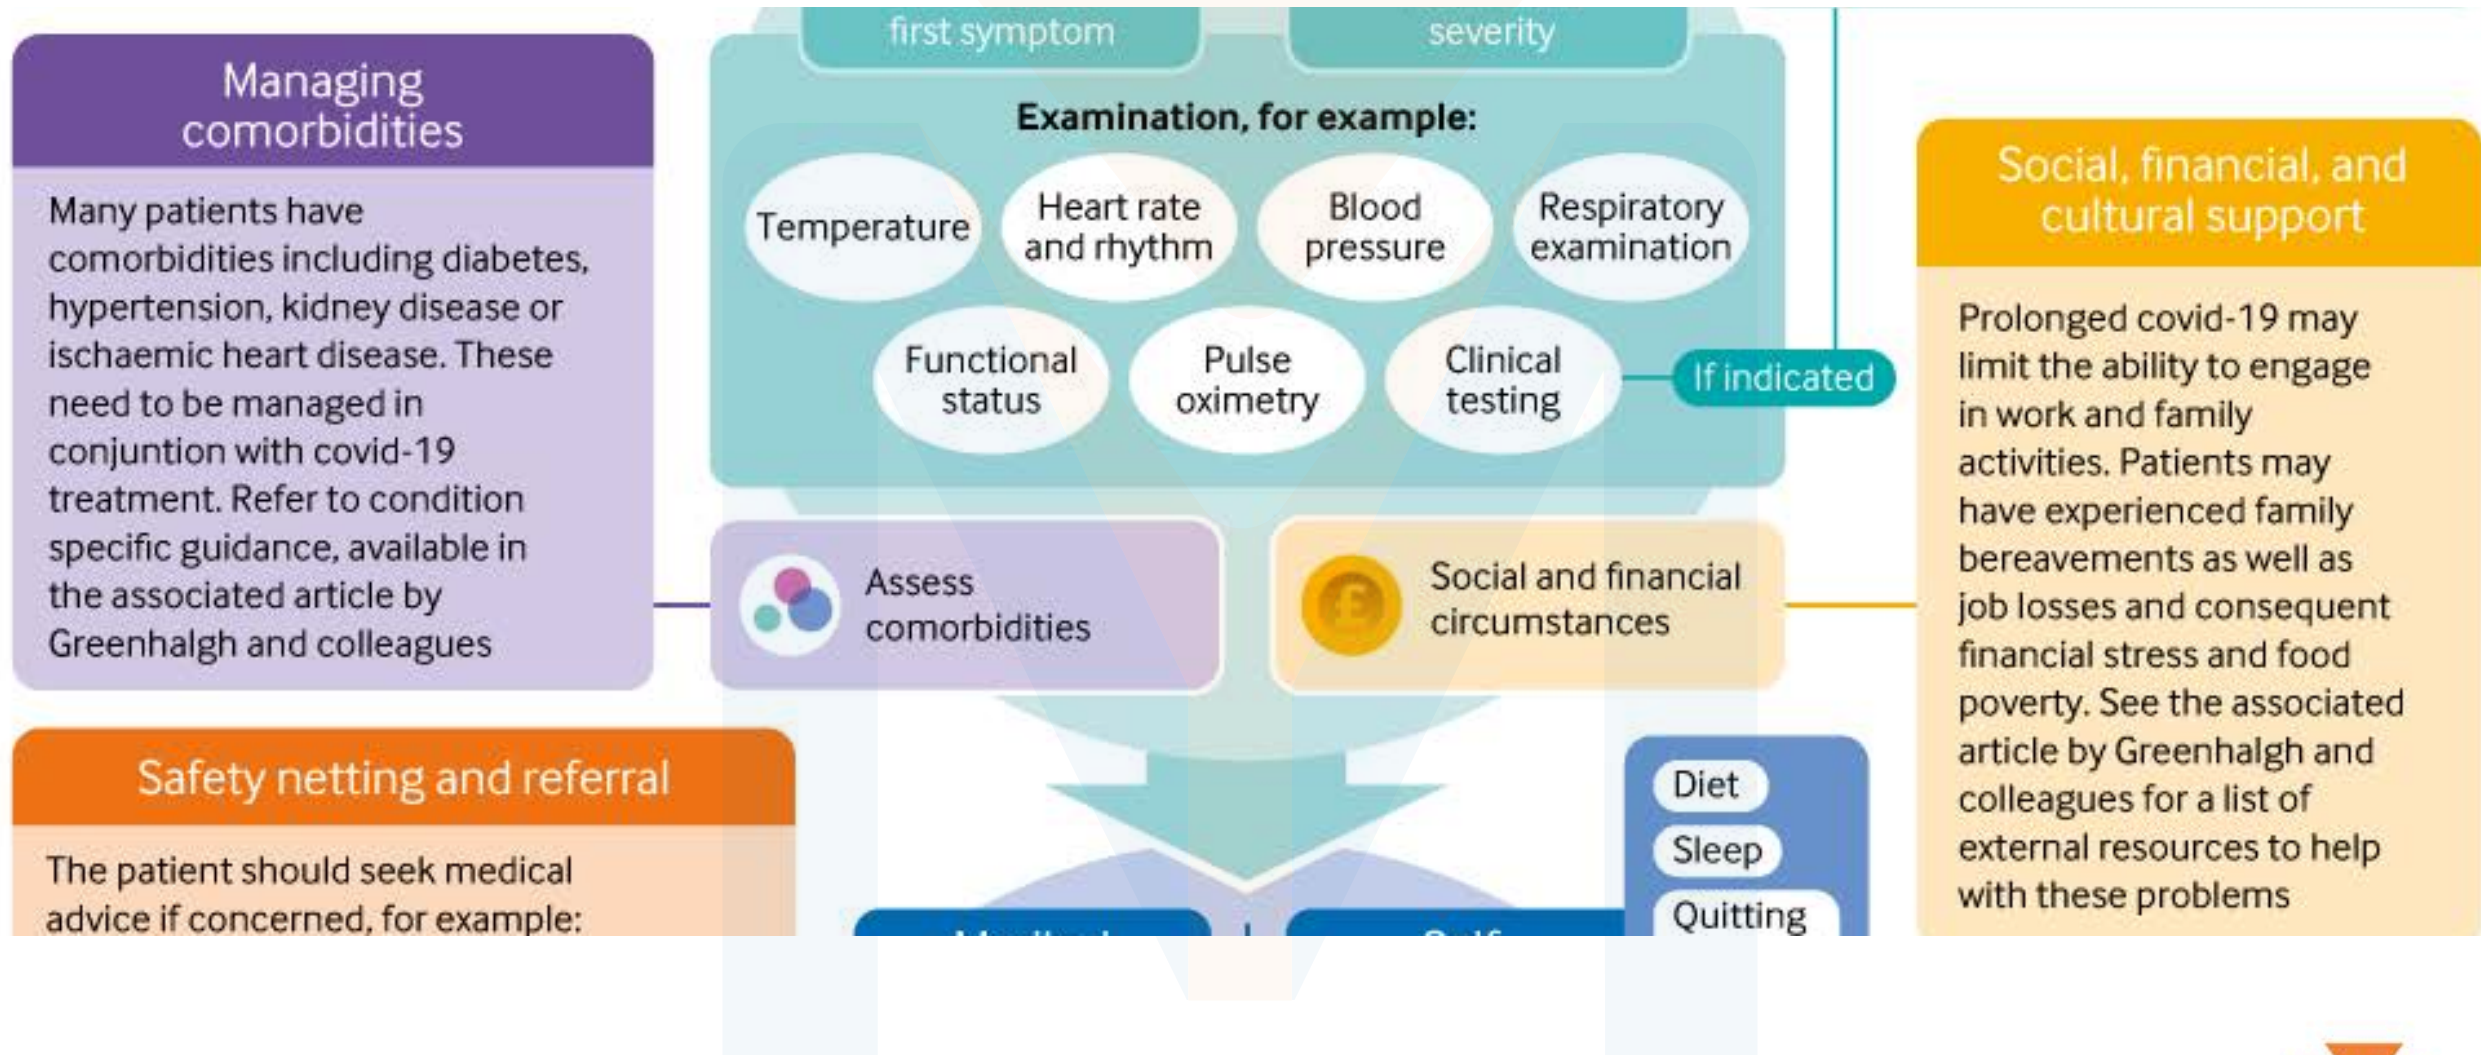 first symptom
severity
Managing
comorbidities
Many patients have
comorbidities including diabetes,
hypertension, kidney disease or
ischaemic heart disease. These
need to be managed in
conjuntion with covid-19
treatment. Refer to condition
specific guidance, available in
the associated article by
Greenhalgh and colleagues
Examination, for example:
Temperature
Heart rate
and rhythm
Blood
pressure
Respiratory
examination
Functional
status
Pulse
oximetry
Clinical
testing
If indicated
Assess
comorbidities
Social and financial
circumstances
Social, financial, and
cultural support
Prolonged covid-19 may
limit the ability to engage
in work and family
activities. Patients may
have experienced family
bereavements as well as
job losses and consequent
financial stress and food
poverty. See the associated
article by Greenhalgh and
colleagues for a list of
external resources to help
with these problems
Safety netting and referral
The patient should seek medical
advice if concerned, for example:
Diet
Sleep
Quitting